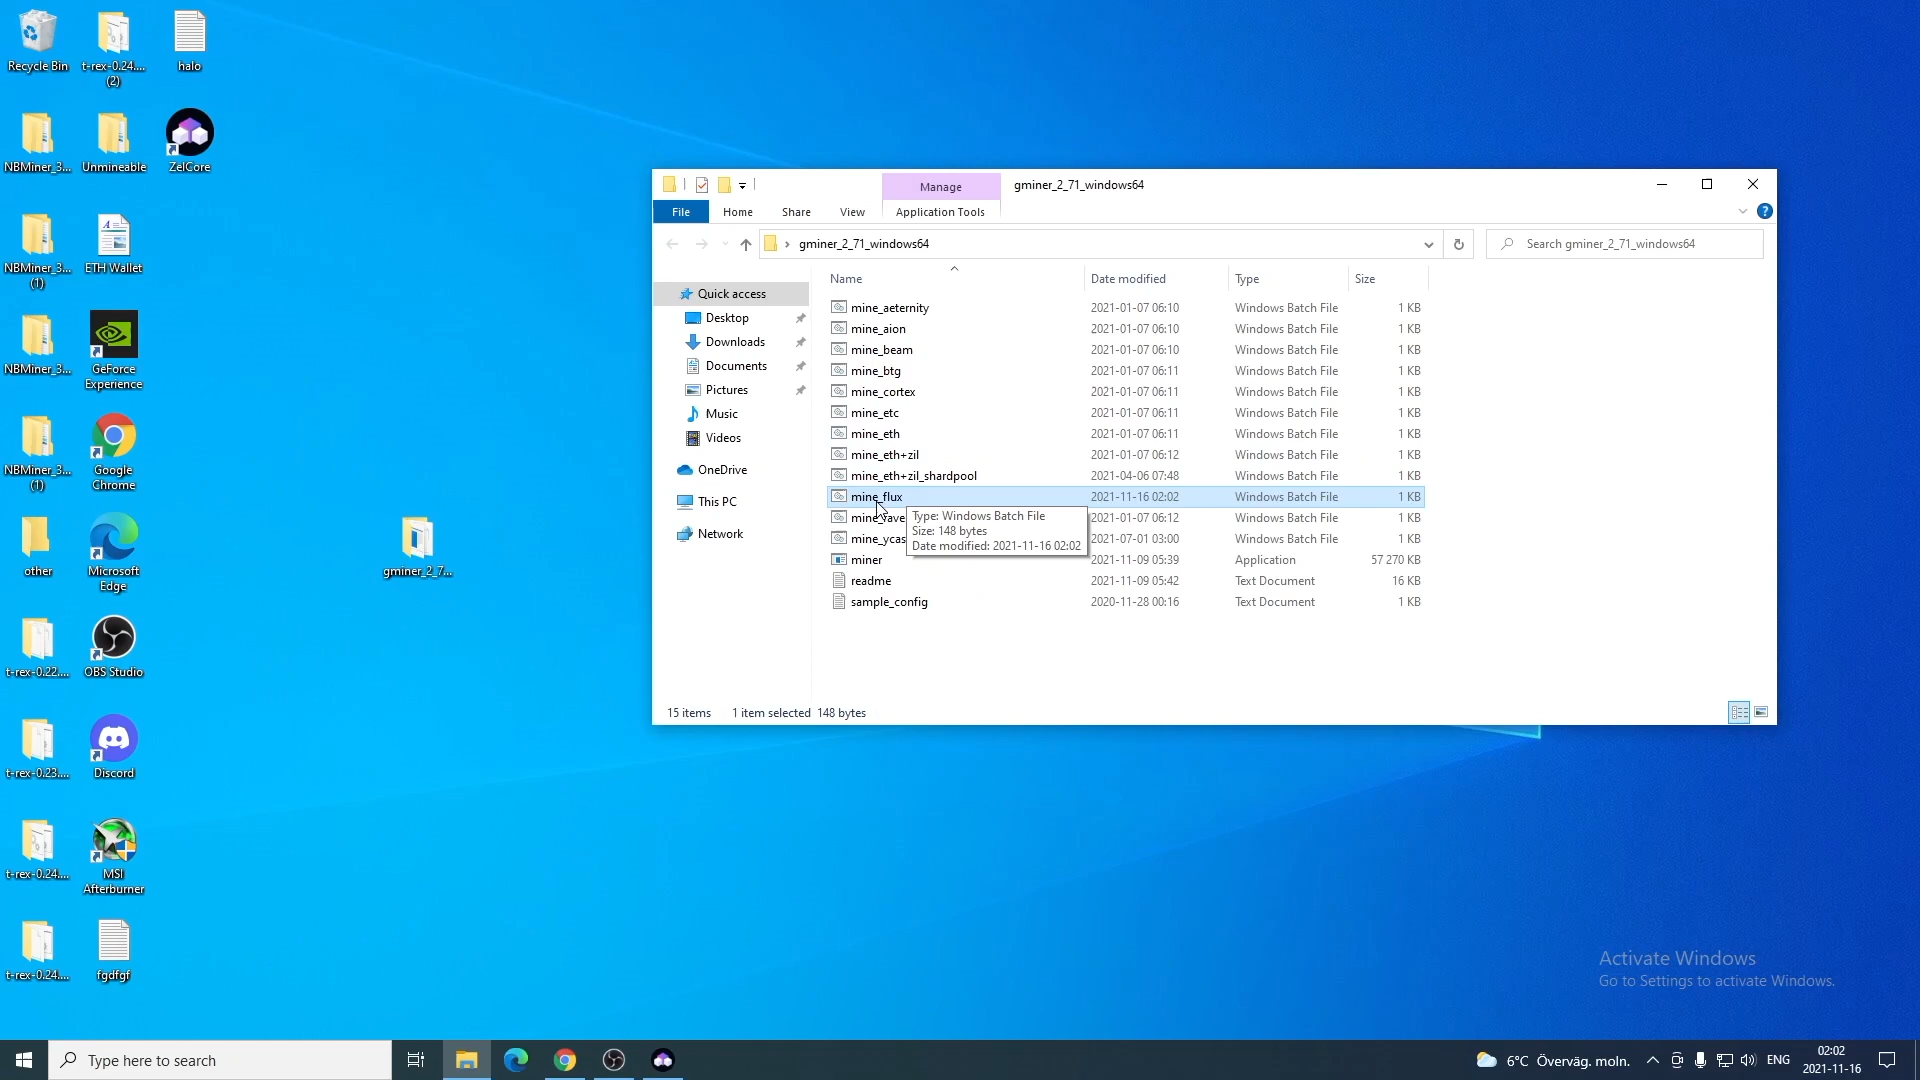 Recycle Bin
t-rex-0.24....
(2)
halo
NBMiner_3...
Unmineable
ZelCore
NBMiner_3...
(1)
ETH Wallet
NBMiner_3...
GeForce
Experience
NBMiner_3...
(1)
Google
Chrome
other
Microsoft
Edge
t-rex-0.22....
OBS Studio
t-rex-0.23....
Discord
t-rex-0.24....
MSI
Afterburner
t-rex-0.24....
fgdfgf
gminer_2_7...
Manage
gminer_2_71_windows64
File
Home
Share
View
Application Tools
gminer_2_71_windows64
Search gminer_2_71_windows64
Quick access
Desktop
Downloads
Documents
Pictures
Music
Videos
OneDrive
This PC
Network
Name Date modified Type Size
mine_aeternity 2021-01-07 06:10 Windows Batch File 1 KB
mine_aion 2021-01-07 06:10 Windows Batch File 1 KB
mine_beam 2021-01-07 06:10 Windows Batch File 1 KB
mine_btg 2021-01-07 06:11 Windows Batch File 1 KB
mine_cortex 2021-01-07 06:11 Windows Batch File 1 KB
mine_etc 2021-01-07 06:11 Windows Batch File 1 KB
mine_eth 2021-01-07 06:11 Windows Batch File 1 KB
mine_eth+zil 2021-01-07 06:12 Windows Batch File 1 KB
mine_eth+zil_shardpool 2021-04-06 07:48 Windows Batch File 1 KB
mine_flux 2021-11-16 02:02 Windows Batch File 1 KB
mine_rave 2021-01-07 06:12 Windows Batch File 1 KB
mine_ycas 2021-07-01 03:00 Windows Batch File 1 KB
miner 2021-11-09 05:39 Application 57 270 KB
readme 2021-11-09 05:42 Text Document 16 KB
sample_config 2020-11-28 00:16 Text Document 1 KB
Type: Windows Batch File
Size: 148 bytes
Date modified: 2021-11-16 02:02
15 items 1 item selected 148 bytes
Activate Windows
Go to Settings to activate Windows.
Type here to search
6°C Överväg. moln.
ENG
02:02
2021-11-16